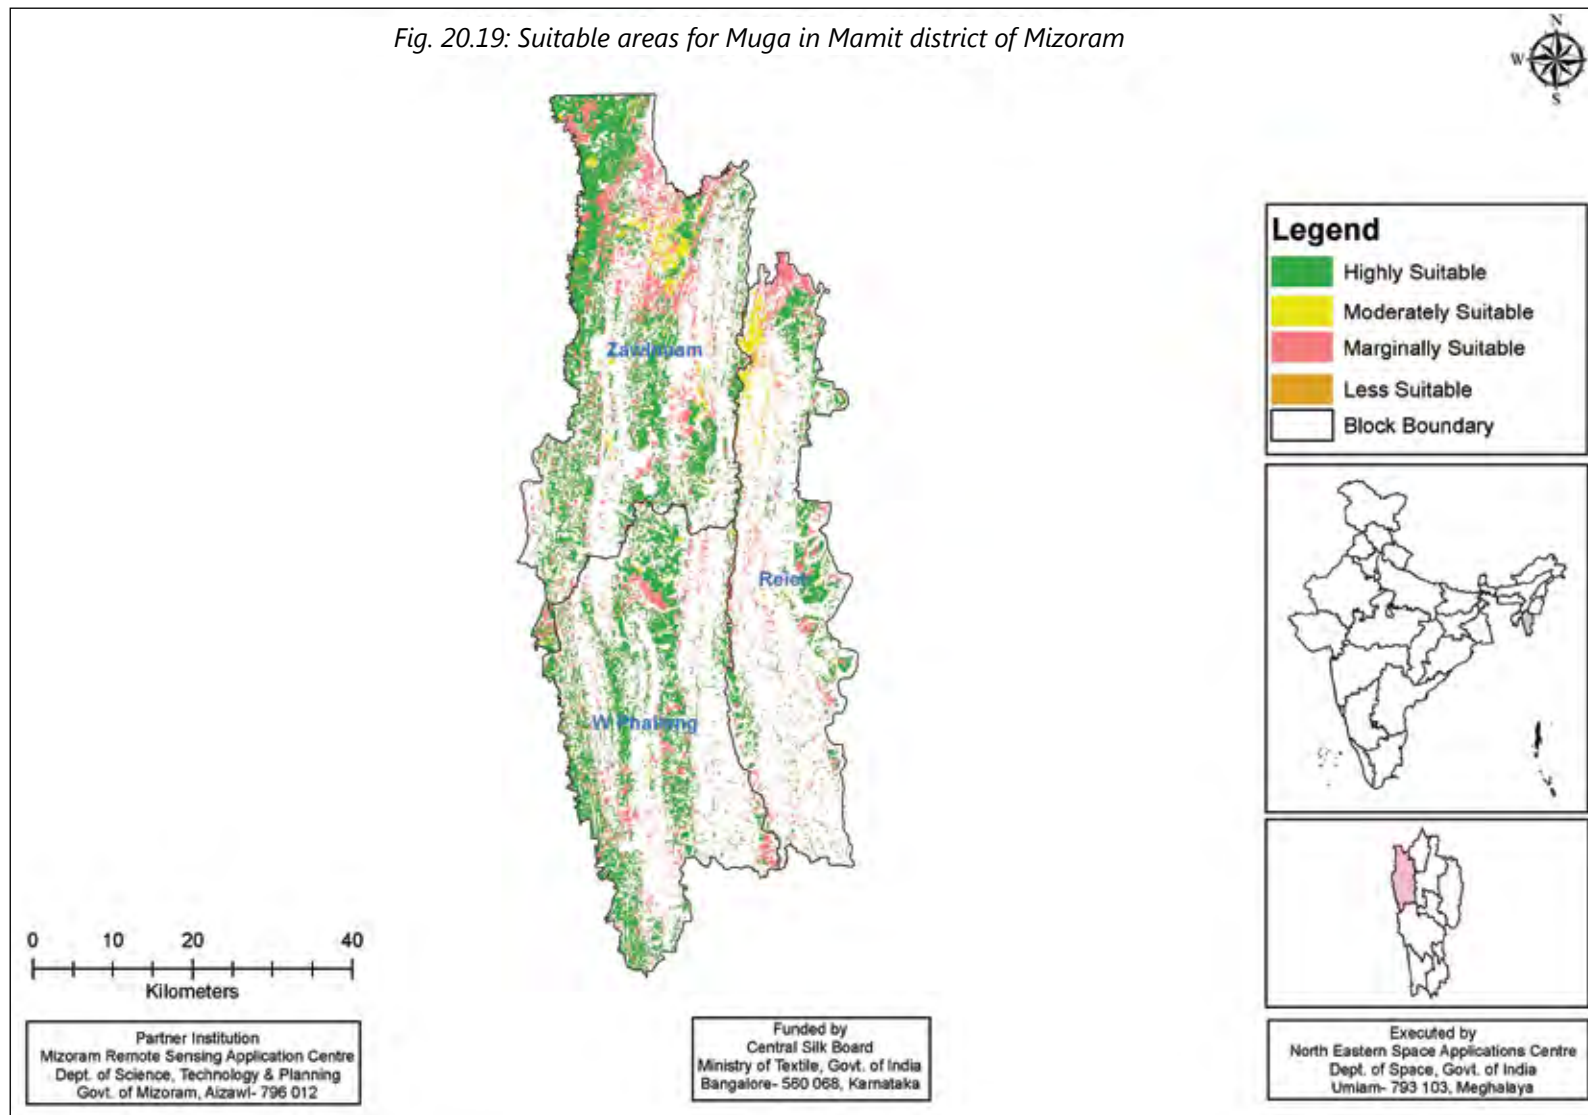 Fig. 20.19: Suitable areas for Muga in Mamit district of Mizoram
N
W
S
Legend
Highly Suitable
Moderately Suitable
Marginally Suitable
Less Suitable
Block Boundary
Zawlnuam
Reiek
W Phaileng
0 10 20 40
Kilometers
Partner Institution
Mizoram Remote Sensing Application Centre
Dept. of Science, Technology & Planning
Govt. of Mizoram, Aizawl- 796 012
Funded by
Central Silk Board
Ministry of Textile, Govt. of India
Bangalore- 560 068, Karnataka
Executed by
North Eastern Space Applications Centre
Dept. of Space, Govt. of India
Umiam- 793 103, Meghalaya